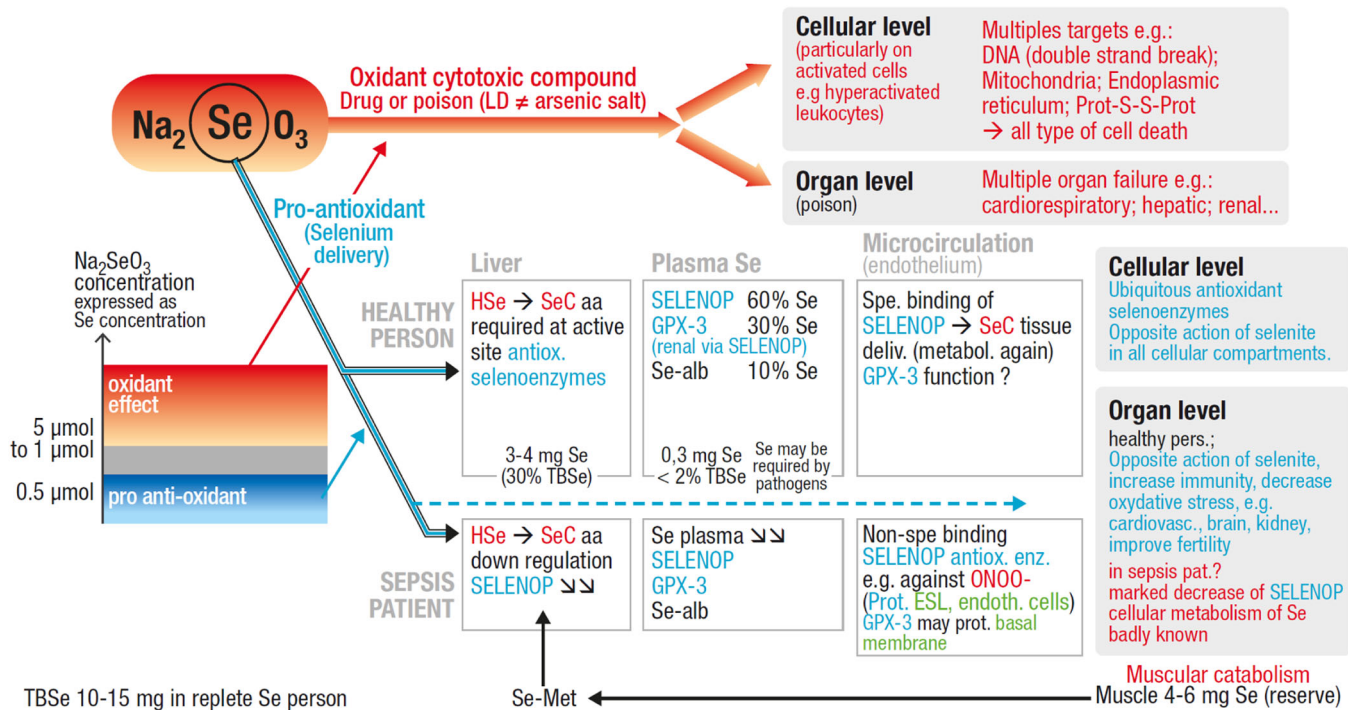 Na2 Se O3
Oxidant cytotoxic compound
Drug or poison (LD ≠ arsenic salt)
Cellular level
(particularly on
activated cells
e.g hyperactivated
leukocytes)
Multiples targets e.g.:
DNA (double strand break);
Mitochondria; Endoplasmic
reticulum; Prot-S-S-Prot
→ all type of cell death
Organ level
(poison)
Multiple organ failure e.g.:
cardiorespiratory; hepatic; renal...
Pro-antioxidant
(Selenium
delivery)
Na2SeO3
concentration
expressed as
Se concentration
oxidant
effect
5 µmol
to 1 µmol
0.5 µmol
pro anti-oxidant
HEALTHY
PERSON
Liver
HSe → SeC aa
required at active
site antiox.
selenoenzymes
3-4 mg Se
(30% TBSe)
Plasma Se
SELENOP 60% Se
GPX-3 30% Se
(renal via SELENOP)
Se-alb 10% Se
0,3 mg Se
< 2% TBSe
Se may be
required by
pathogens
Microcirculation
(endothelium)
Spe. binding of
SELENOP → SeC tissue
deliv. (metabol. again)
GPX-3 function ?
Cellular level
Ubiquitous antioxidant
selenoenzymes
Opposite action of selenite
in all cellular compartments.
Organ level
healthy pers.;
Opposite action of selenite,
increase immunity, decrease
oxydative stress, e.g.
cardiovasc., brain, kidney,
improve fertility
in sepsis pat.?
marked decrease of SELENOP
cellular metabolism of Se
badly known
SEPSIS
PATIENT
HSe → SeC aa
down regulation
SELENOP ↘↘
Se plasma ↘↘
SELENOP
GPX-3
Se-alb
Non-spe binding
SELENOP antiox. enz.
e.g. against ONOO-
(Prot. ESL, endoth. cells)
GPX-3 may prot. basal
membrane
Muscular catabolism
TBSe 10-15 mg in replete Se person
Se-Met
Muscle 4-6 mg Se (reserve)